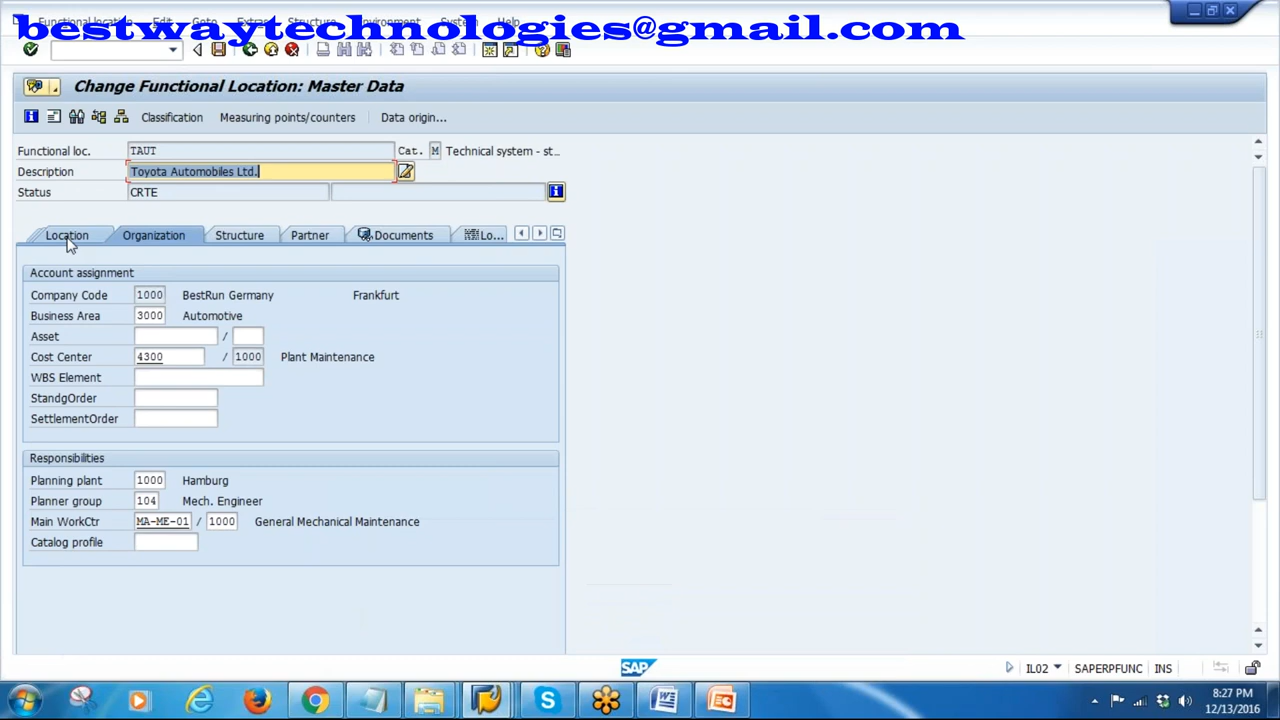 Functional location Edit Goto Extras Structure Environment System Help
bestwaytechnologies@gmail.com
Change Functional Location: Master Data
Classification Measuring points/counters Data origin...
Functional loc. TAUT Cat. M Technical system - st...
Description Toyota Automobiles Ltd.
Status CRTE
Location Organization Structure Partner Documents Lo...
Account assignment
Company Code 1000 BestRun Germany Frankfurt
Business Area 3000 Automotive
Asset /
Cost Center 4300 / 1000 Plant Maintenance
WBS Element
StandgOrder
SettlementOrder
Responsibilities
Planning plant 1000 Hamburg
Planner group 104 Mech. Engineer
Main WorkCtr MA-ME-01 / 1000 General Mechanical Maintenance
Catalog profile
SAP IL02 SAPERPFUNC INS
8:27 PM
12/13/2016